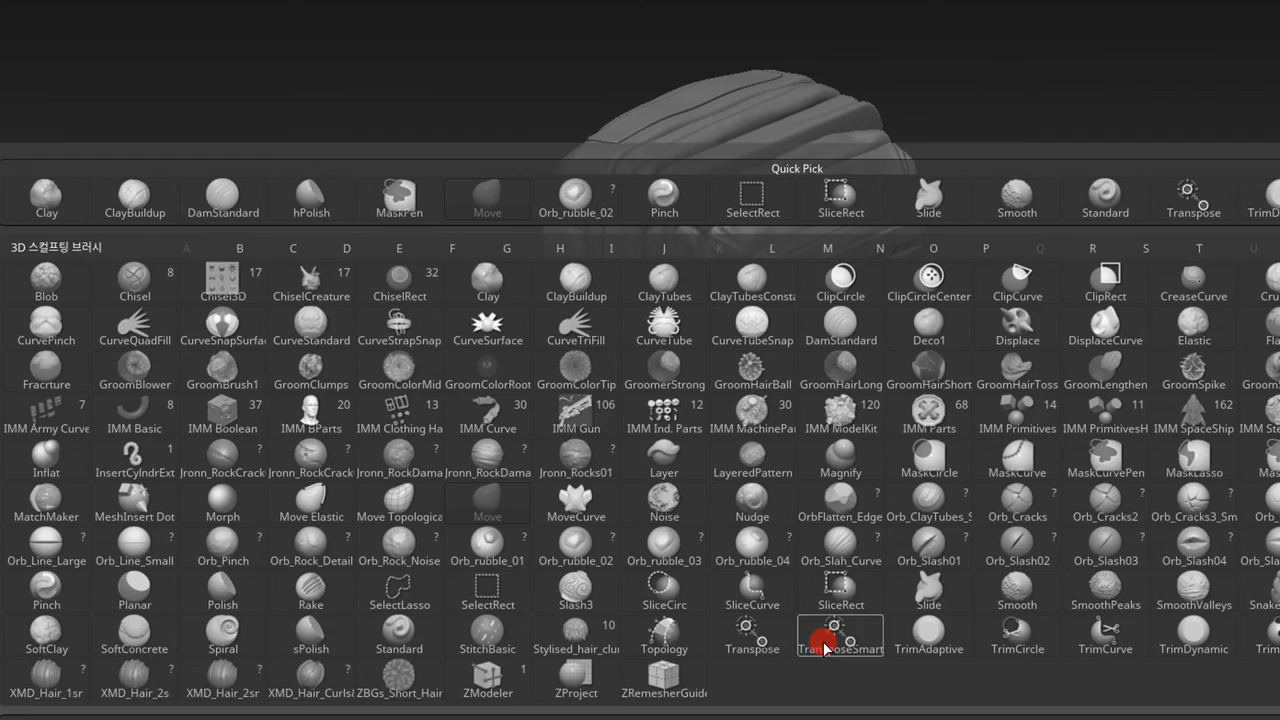 Quick Pick
Clay ClayBuildup DamStandard hPolish MaskPen Move Orb_rubble_02 ? Pinch SelectRect SliceRect Slide Smooth Standard Transpose TrimD
3D 스컬프팅 브러시 A B C D E F G H I J K L M N O P Q R S T U
Blob Chisel 8 Chisel3D 17 ChiselCreature 17 ChiselRect 32 Clay ClayBuildup ClayTubes ClayTubesConsta ClipCircle ClipCircleCenter ClipCurve ClipRect CreaseCurve Cru
CurvePinch CurveQuadFill CurveSnapSurfa CurveStandard CurveStrapSnap CurveSurface CurveTriFill CurveTube CurveTubeSnap DamStandard Deco1 Displace DisplaceCurve Elastic Fla
Fracrture GroomBlower GroomBrush1 GroomClumps GroomColorMid GroomColorRoot GroomColorTip GroomerStrong GroomHairBall GroomHairLong GroomHairShort GroomHairToss GroomLengthen GroomSpike Groom
IMM Army Curve 7 IMM Basic 8 IMM Boolean 37 IMM BParts 20 IMM Clothing Ha 13 IMM Curve 30 IMM Gun 106 IMM Ind. Parts 12 IMM MachinePa 30 IMM ModelKit 120 IMM Parts 68 IMM Primitives 14 IMM PrimitivesH 11 IMM SpaceShip 162 IMM Ste
Inflat InsertCylndrExt 1 Jronn_RockCrack ? Jronn_RockCrack ? Jronn_RockDama ? Jronn_RockDama ? Jronn_Rocks01 ? Layer LayeredPattern Magnify MaskCircle MaskCurve MaskCurvePen MaskLasso Mas
MatchMaker MeshInsert Dot Morph Move Elastic Move Topologica Move MoveCurve Noise Nudge OrbFlatten_Edge ? Orb_ClayTubes_S ? Orb_Cracks ? Orb_Cracks2 ? Orb_Cracks3_Sm ? Orb_
Orb_Line_Large ? Orb_Line_Small ? Orb_Pinch ? Orb_Rock_Detail ? Orb_Rock_Noise ? Orb_rubble_01 ? Orb_rubble_02 ? Orb_rubble_03 ? Orb_rubble_04 ? Orb_Slah_Curve ? Orb_Slash01 ? Orb_Slash02 ? Orb_Slash03 ? Orb_Slash04 ? Orb_Sla
Pinch Planar Polish Rake SelectLasso SelectRect Slash3 SliceCirc SliceCurve SliceRect Slide Smooth SmoothPeaks SmoothValleys Snake
SoftClay SoftConcrete Spiral sPolish Standard StitchBasic Stylised_hair_clu 10 Topology Transpose TransposeSmart TrimAdaptive TrimCircle TrimCurve TrimDynamic
XMD_Hair_1sr ? XMD_Hair_2s ? XMD_Hair_2sr ? XMD_Hair_Curls ? ZBGs_Short_Hair ZModeler 1 ZProject ZRemesherGuide